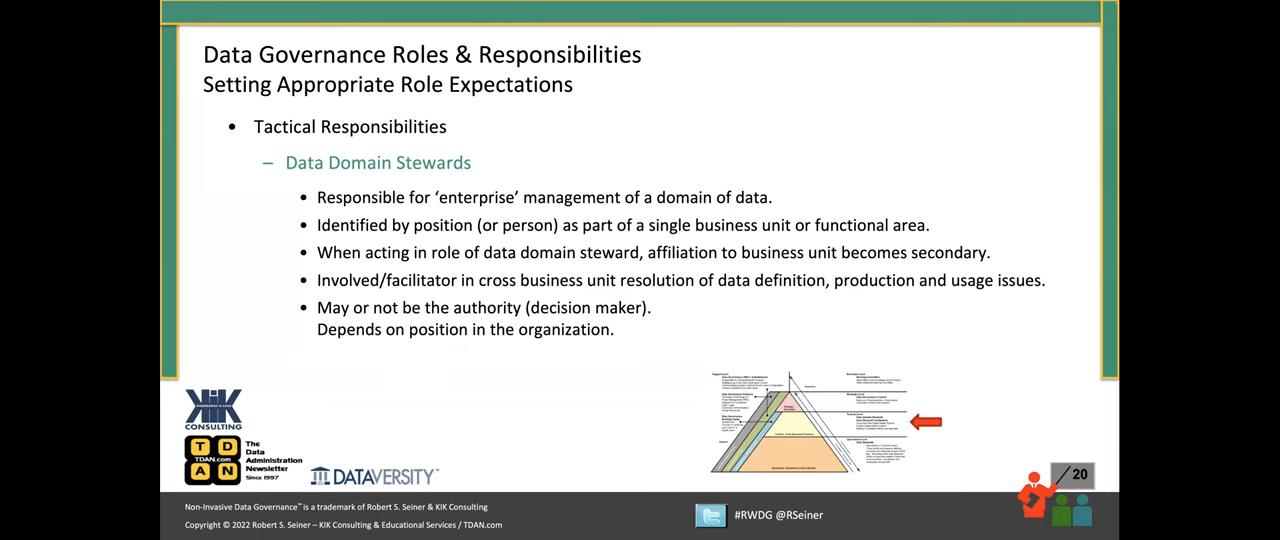 Data Governance Roles & Responsibilities
Setting Appropriate Role Expectations
• Tactical Responsibilities
– Data Domain Stewards
• Responsible for ‘enterprise’ management of a domain of data.
• Identified by position (or person) as part of a single business unit or functional area.
• When acting in role of data domain steward, affiliation to business unit becomes secondary.
• Involved/facilitator in cross business unit resolution of data definition, production and usage issues.
• May or not be the authority (decision maker).
Depends on position in the organization.
KIK
CONSULTING
T D
TDAN.com
A N
The
Data
Administration
Newsletter
Since 1997
DATAVERSITY™
20
Non-Invasive Data Governance™ is a trademark of Robert S. Seiner & KIK Consulting
Copyright © 2022 Robert S. Seiner – KIK Consulting & Educational Services / TDAN.com
#RWDG @RSeiner